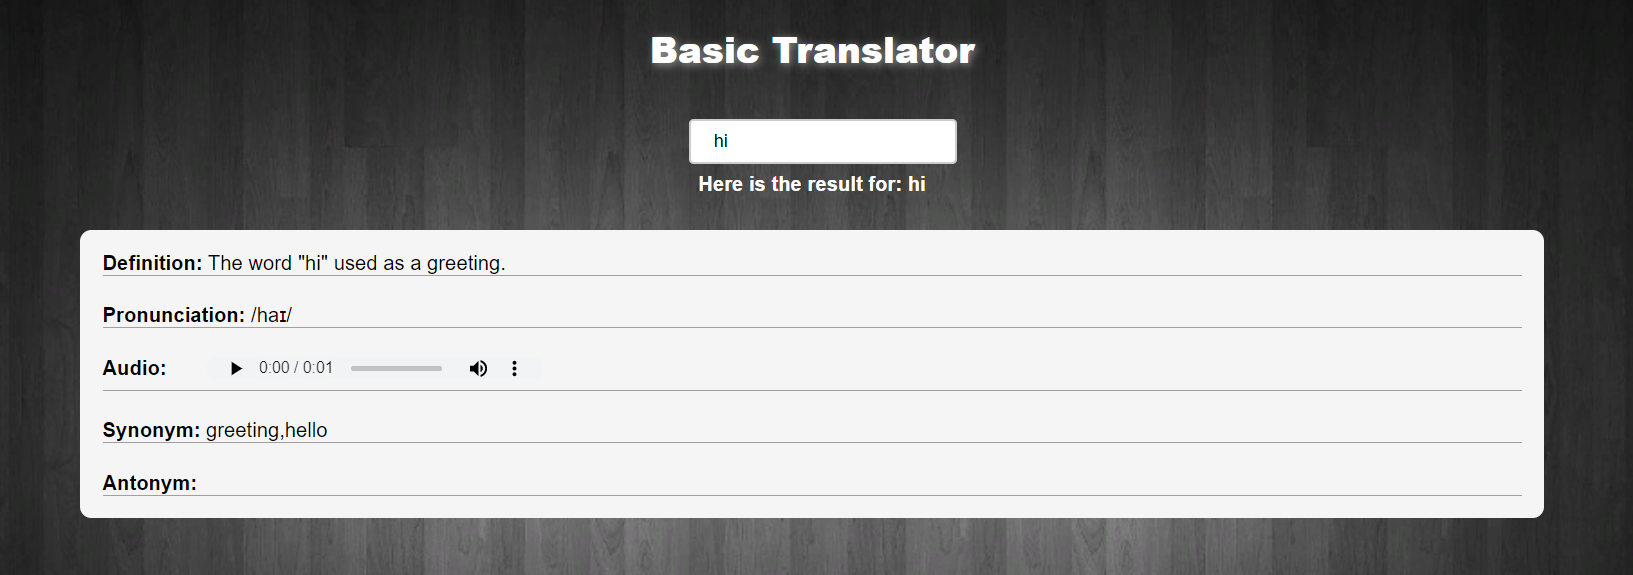 Basic Translator
hi
Here is the result for: hi
Definition: The word "hi" used as a greeting.
Pronunciation: /haɪ/
Audio: 0:00 / 0:01
Synonym: greeting,hello
Antonym: